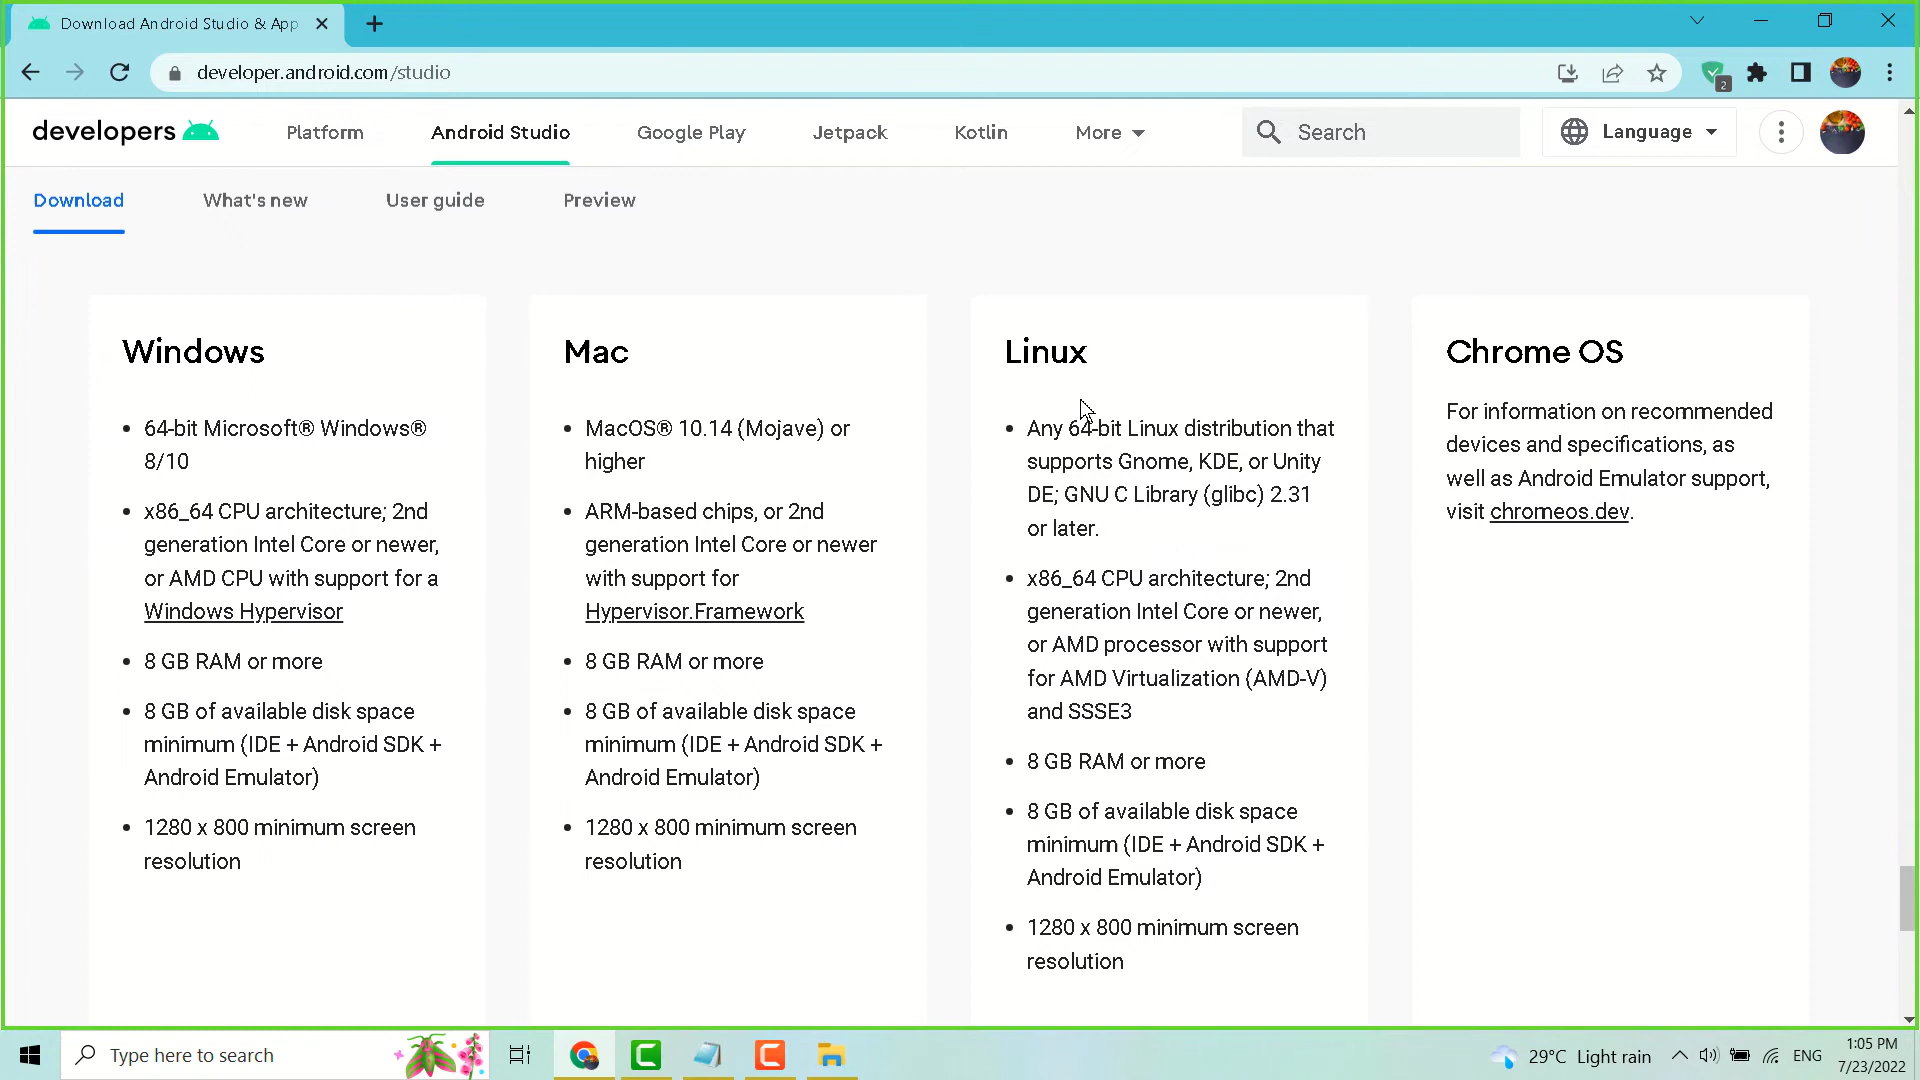 Download Android Studio & App
developer.android.com/studio
2
developers
Platform
Android Studio
Google Play
Jetpack
Kotlin
More
Search
Language
Download
What's new
User guide
Preview
Windows
64-bit Microsoft® Windows®
8/10
x86_64 CPU architecture; 2nd
generation Intel Core or newer,
or AMD CPU with support for a
Windows Hypervisor
8 GB RAM or more
8 GB of available disk space
minimum (IDE + Android SDK +
Android Emulator)
1280 x 800 minimum screen
resolution
Mac
MacOS® 10.14 (Mojave) or
higher
ARM-based chips, or 2nd
generation Intel Core or newer
with support for
Hypervisor.Framework
8 GB RAM or more
8 GB of available disk space
minimum (IDE + Android SDK +
Android Emulator)
1280 x 800 minimum screen
resolution
Linux
Any 64-bit Linux distribution that
supports Gnome, KDE, or Unity
DE; GNU C Library (glibc) 2.31
or later.
x86_64 CPU architecture; 2nd
generation Intel Core or newer,
or AMD processor with support
for AMD Virtualization (AMD-V)
and SSSE3
8 GB RAM or more
8 GB of available disk space
minimum (IDE + Android SDK +
Android Emulator)
1280 x 800 minimum screen
resolution
Chrome OS
For information on recommended
devices and specifications, as
well as Android Emulator support,
visit chromeos.dev.
Type here to search
29°C Light rain
ENG
1:05 PM
7/23/2022